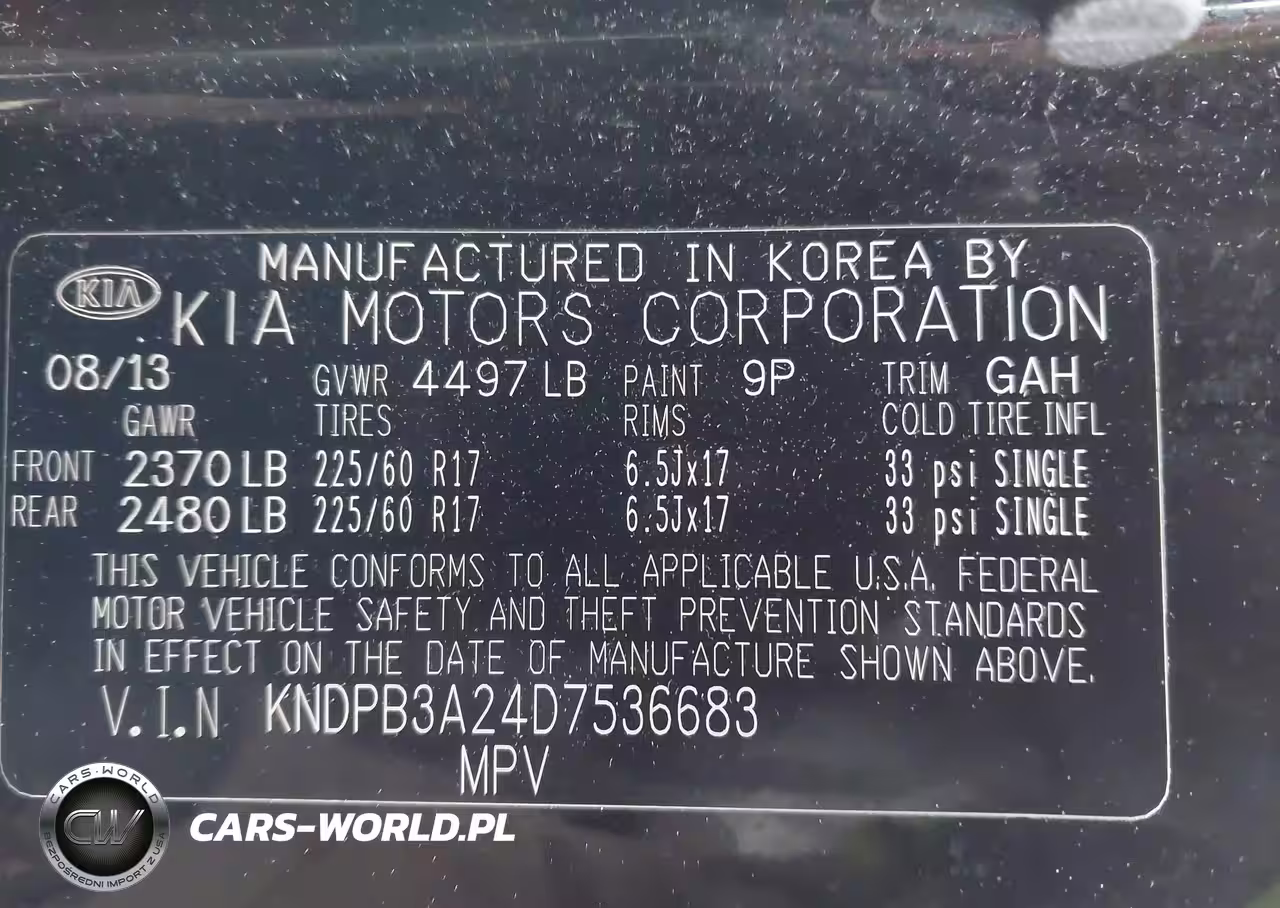 MANUFACTURED IN KOREA BY
KIA KIA MOTORS CORPORATION
08/13 GVWR 4497 LB PAINT 9P TRIM GAH
GAWR TIRES RIMS COLD TIRE INFL
FRONT 2370 LB 225/60 R17 6.5Jx17 33 psi SINGLE
REAR 2480 LB 225/60 R17 6.5Jx17 33 psi SINGLE
THIS VEHICLE CONFORMS TO ALL APPLICABLE U.S.A. FEDERAL
MOTOR VEHICLE SAFETY AND THEFT PREVENTION STANDARDS
IN EFFECT ON THE DATE OF MANUFACTURE SHOWN ABOVE.
V.I.N KNDPB3A24D7536683
MPV
CARS-WORLD
CW
BEZPOŚREDNI IMPORT Z USA
CARS-WORLD.PL